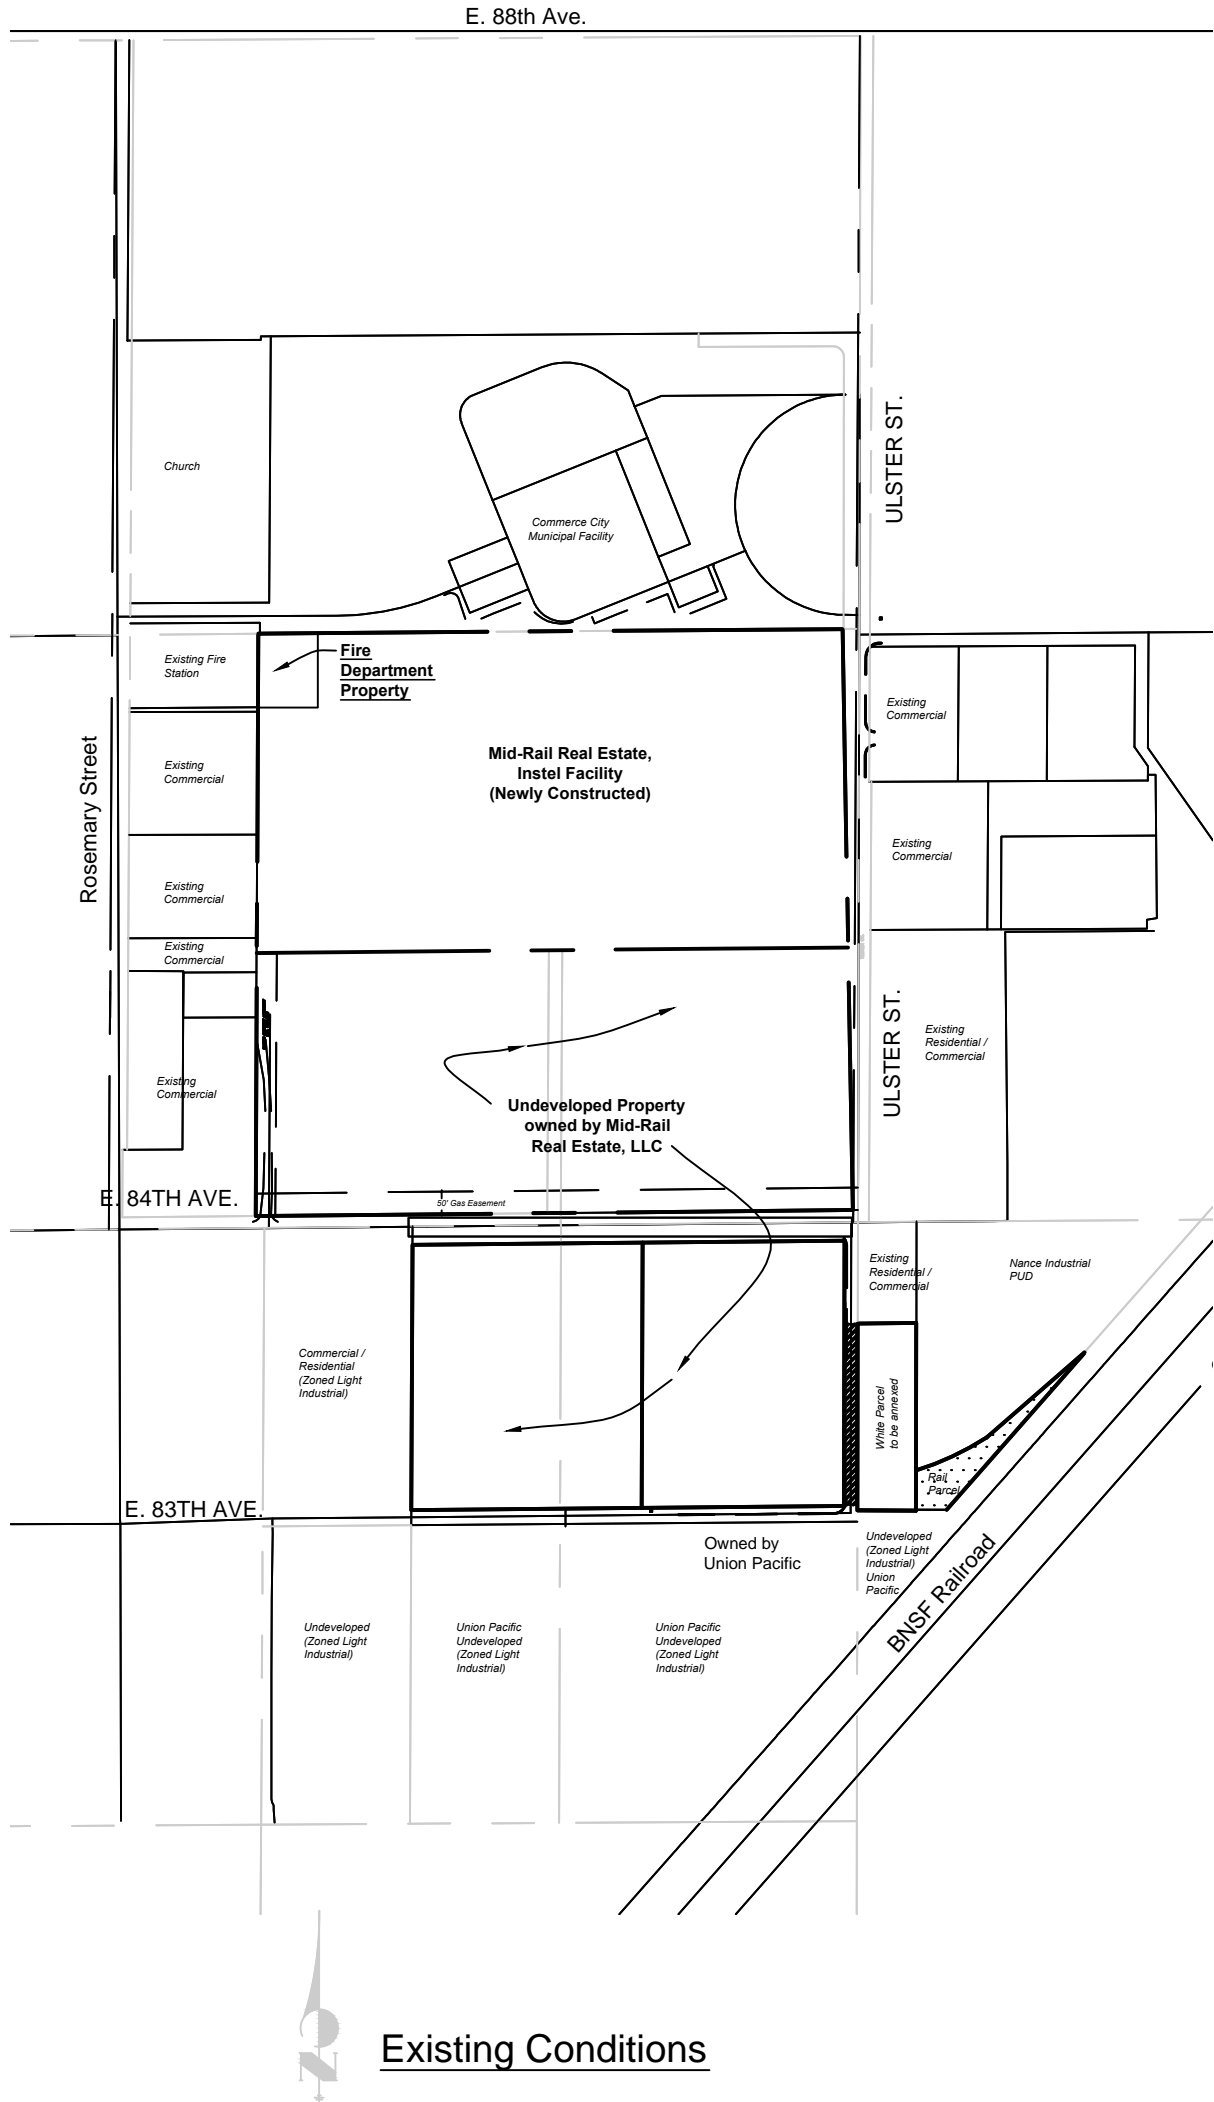 E. 88th Ave.
ULSTER ST.
Church
Commerce City
Municipal Facility
Existing Fire
Station
Fire
Department
Property
Existing
Commercial
Rosemary Street
Existing
Commercial
Mid-Rail Real Estate,
Instel Facility
(Newly Constructed)
Existing
Commercial
Existing
Commercial
Existing
Commercial
ULSTER ST.
Existing
Residential /
Commercial
Existing
Commercial
Undeveloped Property
owned by Mid-Rail
Real Estate, LLC
E. 84TH AVE.
50' Gas Easement
Existing
Residential /
Commercial
Nance Industrial
PUD
Commercial /
Residential
(Zoned Light
Industrial)
White Parcel
to be annexed
Rail
Parcel
E. 83TH AVE.
Owned by
Union Pacific
Undeveloped
(Zoned Light
Industrial)
Union
Pacific
BNSF Railroad
Undeveloped
(Zoned Light
Industrial)
Union Pacific
Undeveloped
(Zoned Light
Industrial)
Union Pacific
Undeveloped
(Zoned Light
Industrial)
N
Existing Conditions